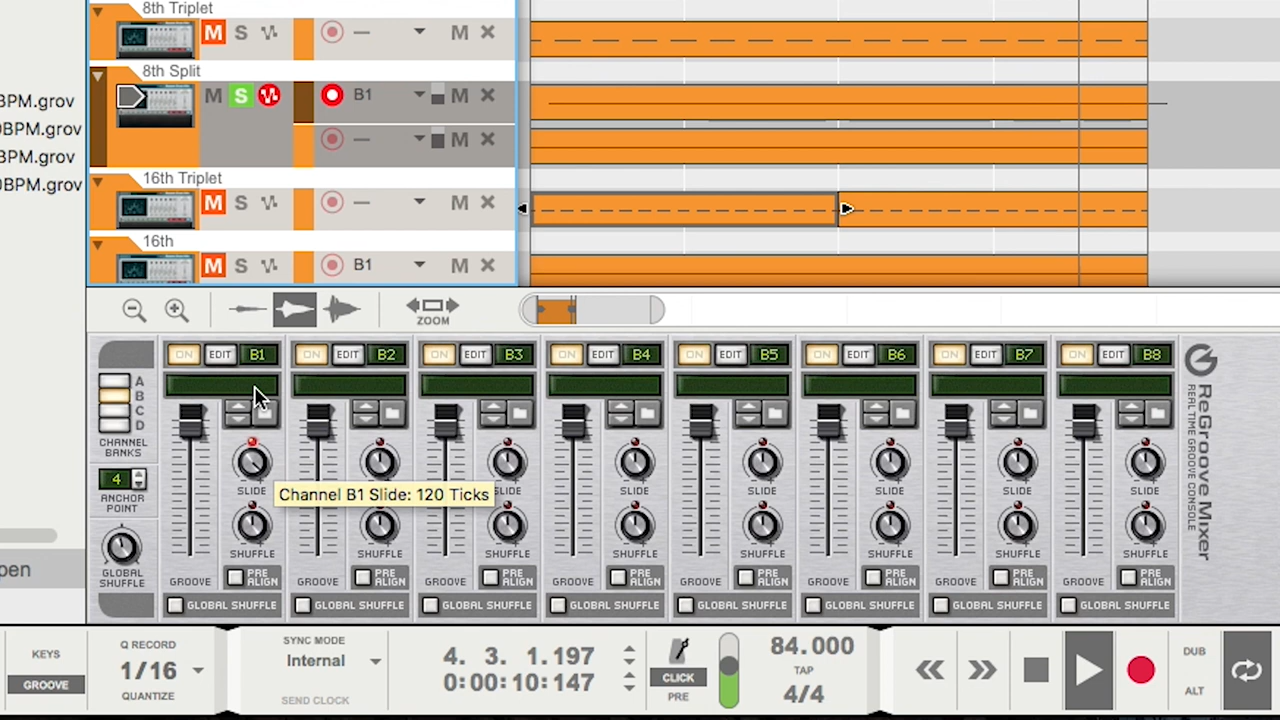 8th Triplet
M S — M ✕
8th Split
BPM.grov
M S B1 M ✕
0BPM.grov
— M ✕
BPM.grov
16th Triplet
0BPM.grov
M S — M ✕
16th
M S B1 M ✕
ZOOM
ON EDIT B1 ON EDIT B2 ON EDIT B3 ON EDIT B4 ON EDIT B5 ON EDIT B6 ON EDIT B7 ON EDIT B8
A
B
C
D
CHANNEL
BANKS
4
ANCHOR
POINT
GLOBAL
SHUFFLE
SLIDE SLIDE SLIDE SLIDE SLIDE SLIDE SLIDE
Channel B1 Slide: 120 Ticks
SHUFFLE SHUFFLE SHUFFLE SHUFFLE SHUFFLE SHUFFLE SHUFFLE SHUFFLE
GROOVE PRE ALIGN GROOVE PRE ALIGN GROOVE PRE ALIGN GROOVE PRE ALIGN GROOVE PRE ALIGN GROOVE PRE ALIGN GROOVE PRE ALIGN GROOVE PRE ALIGN
GLOBAL SHUFFLE GLOBAL SHUFFLE GLOBAL SHUFFLE GLOBAL SHUFFLE GLOBAL SHUFFLE GLOBAL SHUFFLE GLOBAL SHUFFLE GLOBAL SHUFFLE
ReGroove Mixer
REALTIME GROOVE CONSOLE
pen
KEYS
GROOVE
Q RECORD
1/16
QUANTIZE
SYNC MODE
Internal
SEND CLOCK
4. 3. 1.197
0:00:10:147
CLICK
PRE
84.000
TAP
4/4
DUB
ALT